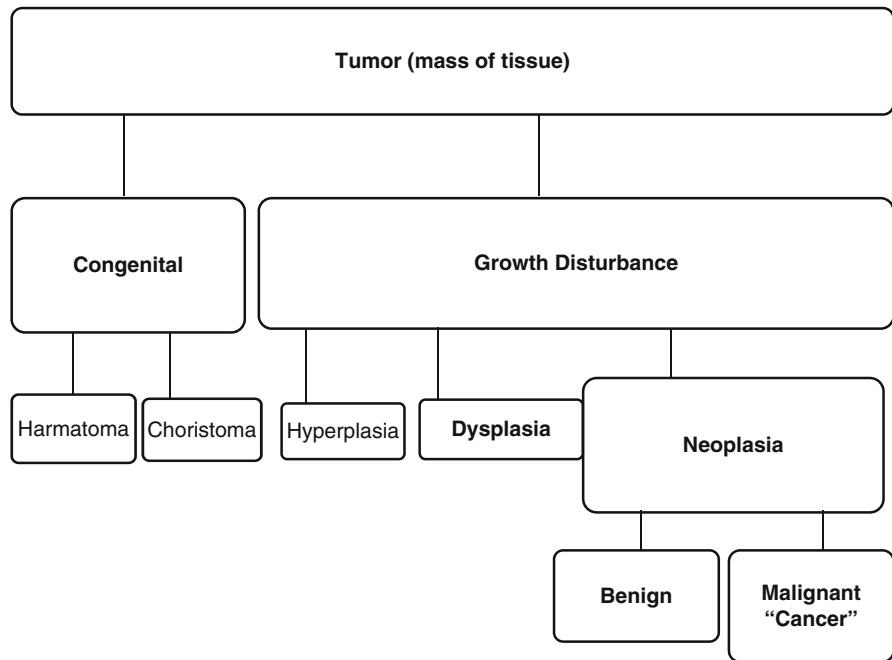 Tumor (mass of tissue)
Congenital
Growth Disturbance
Harmatoma
Choristoma
Hyperplasia
Dysplasia
Neoplasia
Benign
Malignant
“Cancer”